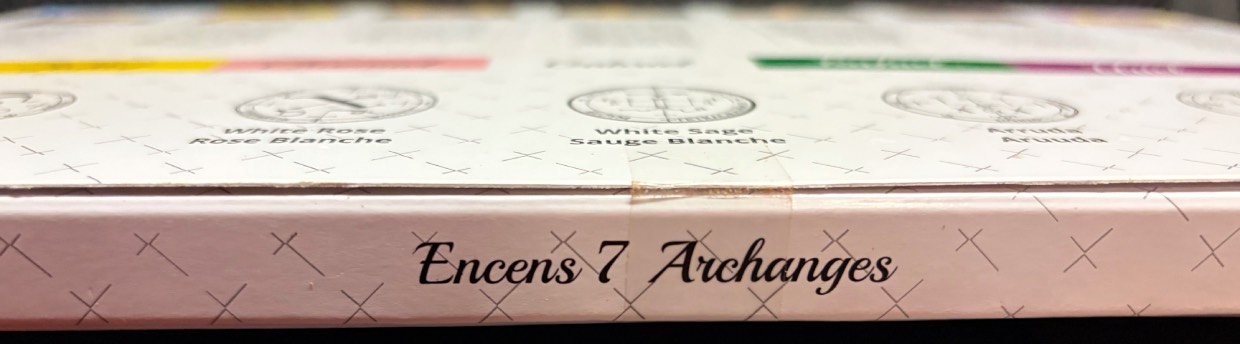 White Rose
Rose Blanche
White Sage
Sauge Blanche
Arruda
Aruuda
Encens 7 Archanges